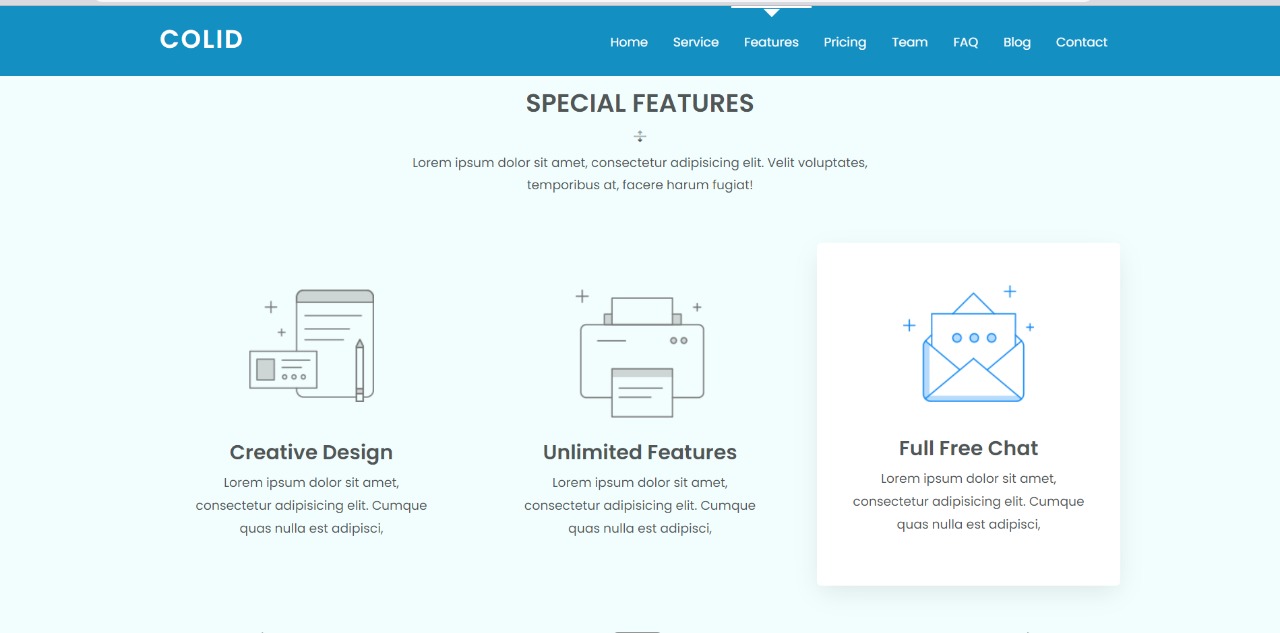 COLID
Home Service Features Pricing Team FAQ Blog Contact
SPECIAL FEATURES
Lorem ipsum dolor sit amet, consectetur adipisicing elit. Velit voluptates,
temporibus at, facere harum fugiat!
Creative Design
Lorem ipsum dolor sit amet,
consectetur adipisicing elit. Cumque
quas nulla est adipisci,
Unlimited Features
Lorem ipsum dolor sit amet,
consectetur adipisicing elit. Cumque
quas nulla est adipisci,
Full Free Chat
Lorem ipsum dolor sit amet,
consectetur adipisicing elit. Cumque
quas nulla est adipisci,